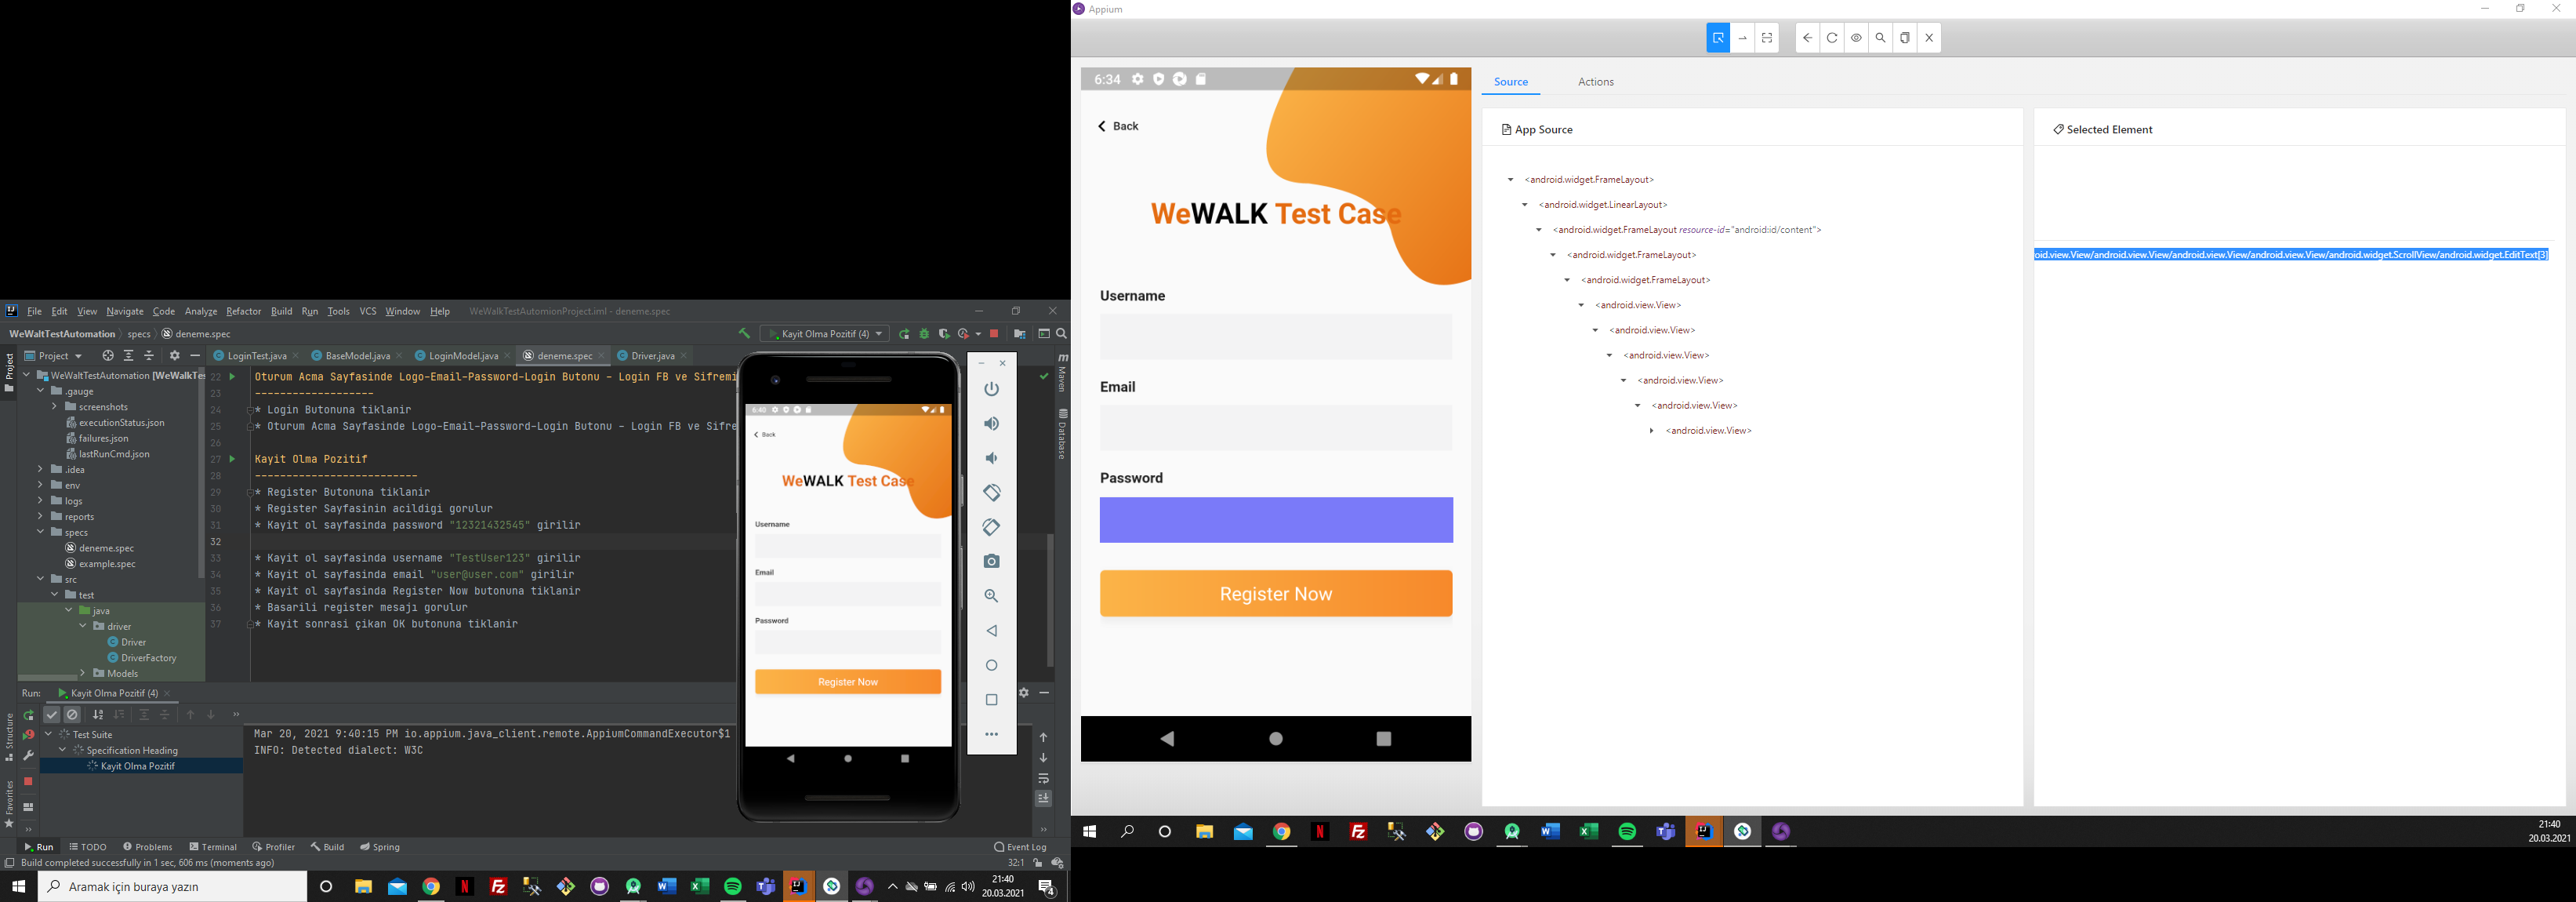 File Edit View Navigate Code Analyze Refactor Build Run Tools VCS Window Help WeWaltTestAutomionProject.iml - deneme.spec
WeWaltTestAutomation specs deneme.spec
Kayit Olma Pozitif (4)
Project
LoginTest.java BaseModel.java LoginModel.java deneme.spec Driver.java
Project
Structure
Favorites
Maven
Database
WeWaltTestAutomation [WeWalkTe
.gauge
screenshots
executionStatus.json
failures.json
lastRunCmd.json
.idea
env
logs
reports
specs
deneme.spec
example.spec
src
test
java
driver
Driver
DriverFactory
Models
22 Oturum Acma Sayfasinde Logo-Email-Password-Login Butonu - Login FB ve Sifremi
23 -------------------
24 * Login Butonuna tiklanir
25 * Oturum Acma Sayfasinde Logo-Email-Password-Login Butonu - Login FB ve Sifre
26
27 Kayit Olma Pozitif
28 --------------------------
29 * Register Butonuna tiklanir
30 * Register Sayfasinin acildigi gorulur
31 * Kayit ol sayfasinda password "12321432545" girilir
32
33 * Kayit ol sayfasinda username "TestUser123" girilir
34 * Kayit ol sayfasinda email "user@user.com" girilir
35 * Kayit ol sayfasinda Register Now butonuna tiklanir
36 * Basarili register mesajı gorulur
37 * Kayit sonrasi çikan OK butonuna tiklanir
Run: Kayit Olma Pozitif (4)
Test Suite
Specification Heading
Kayit Olma Pozitif
Mar 20, 2021 9:40:15 PM io.appium.java_client.remote.AppiumCommandExecutor$1
INFO: Detected dialect: W3C
Run TODO Problems Terminal Profiler Build Spring Event Log
Build completed successfully in 1 sec, 606 ms (moments ago) 32:1
Aramak için buraya yazın
21:40
20.03.2021
4
6:40
Back
WeWALK Test Case
Username
Email
Password
Register Now
Appium
6:34
Back
WeWALK Test Case
Username
Email
Password
Register Now
Source Actions
App Source
<android.widget.FrameLayout>
<android.widget.LinearLayout>
<android.widget.FrameLayout resource-id="android:id/content">
<android.widget.FrameLayout>
<android.widget.FrameLayout>
<android.view.View>
<android.view.View>
<android.view.View>
<android.view.View>
<android.view.View>
<android.view.View>
Selected Element
oid.view.View/android.view.View/android.view.View/android.view.View/android.widget.ScrollView/android.widget.EditText[3]
21:40
20.03.2021